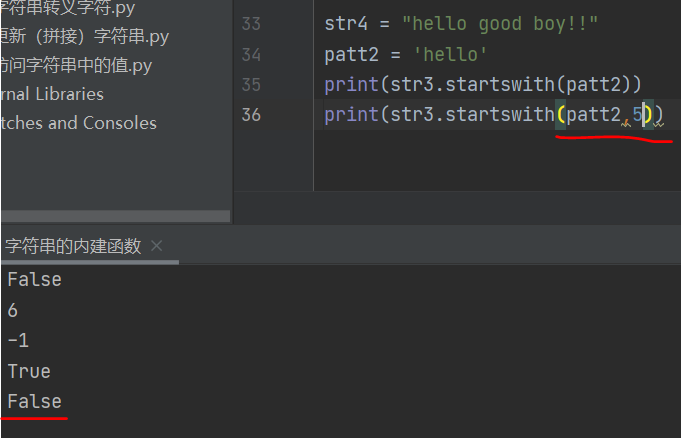 字符串转义字符.py
更新（拼接）字符串.py
访问字符串中的值.py
rnal Libraries
tches and Consoles
33 str4 = "hello good boy!!"
34 patt2 = 'hello'
35 print(str3.startswith(patt2))
36 print(str3.startswith(patt2,5))
字符串的内建函数 ×
False
6
-1
True
False